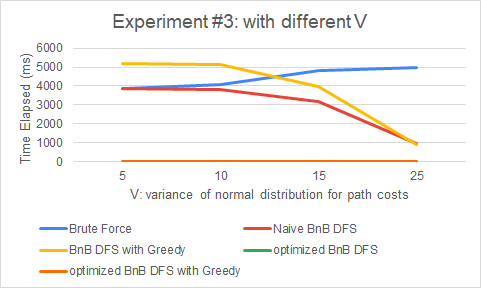 Experiment #3: with different V
6000
5000
4000
3000
2000
1000
0
Time Elapsed (ms)
5 10 15 25
V: variance of normal distribution for path costs
Brute Force Naive BnB DFS
BnB DFS with Greedy optimized BnB DFS
optimized BnB DFS with Greedy